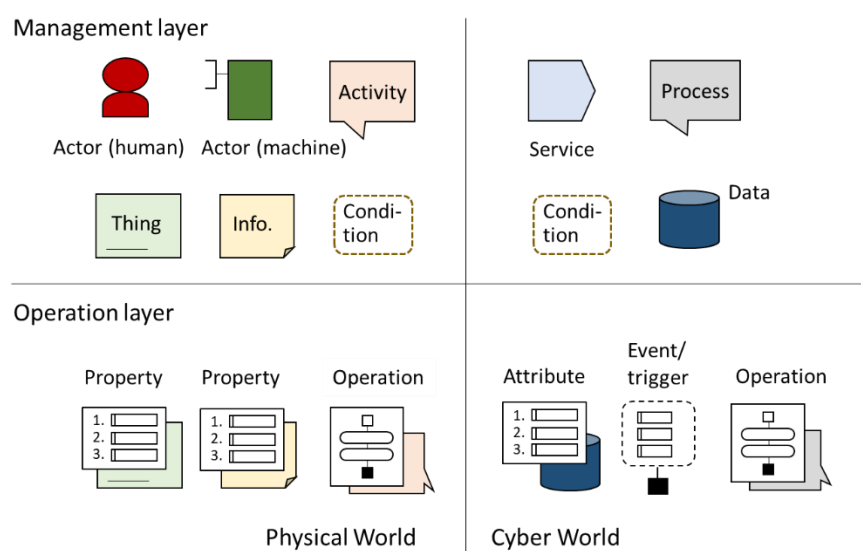 Management layer
Activity
Process
Actor (human)
Actor (machine)
Service
Thing
Info.
Condi-
tion
Condi-
tion
Data
Operation layer
Property
Property
Operation
Attribute
Event/
trigger
Operation
1.
2.
3.
1.
2.
3.
1.
2.
3.
Physical World
Cyber World